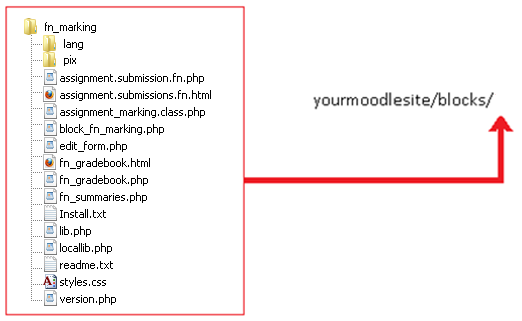 fn_marking
lang
pix
assignment.submission.fn.php
assignment.submissions.fn.html
assignment_marking.class.php
block_fn_marking.php
edit_form.php
fn_gradebook.html
fn_gradebook.php
fn_summaries.php
Install.txt
lib.php
locallib.php
readme.txt
styles.css
version.php
yourmoodlesite/blocks/